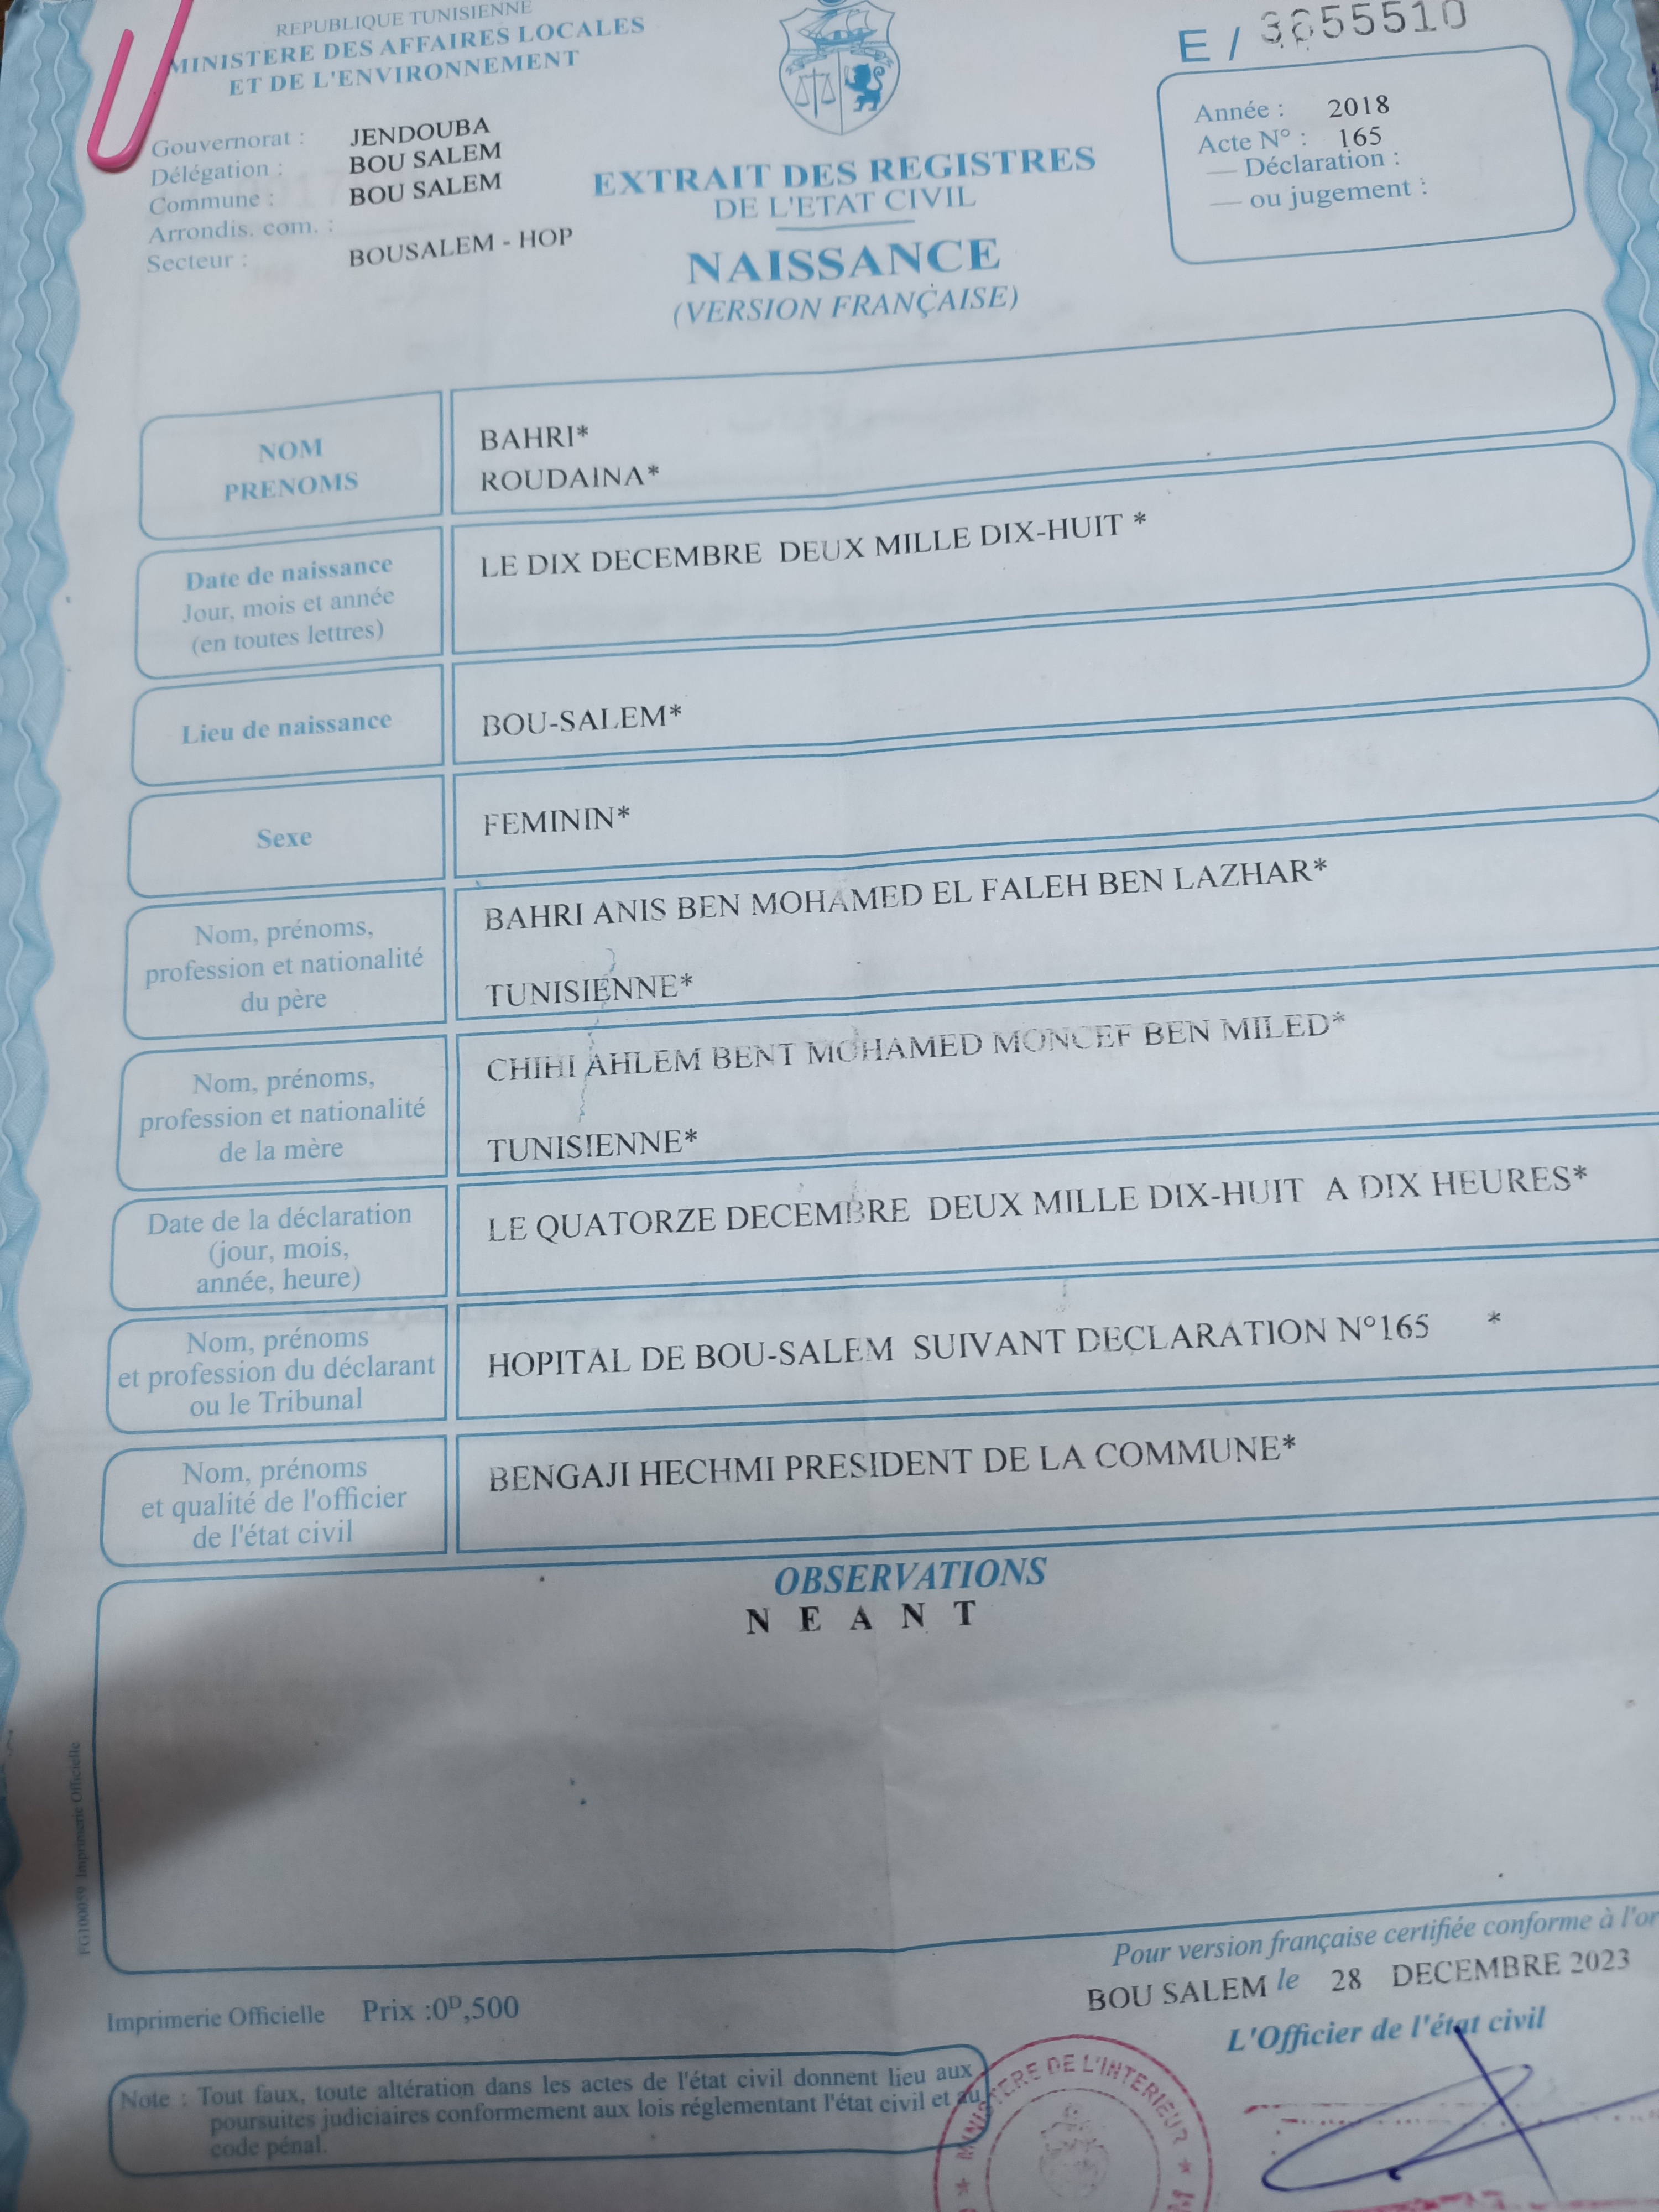 REPUBLIQUE TUNISIENNE
MINISTERE DES AFFAIRES LOCALES
ET DE L'ENVIRONNEMENT
Gouvernorat : JENDOUBA
Délégation : BOU SALEM
Commune : BOU SALEM
Arrondis. com. :
Secteur : BOUSALEM - HOP
EXTRAIT DES REGISTRES
DE L'ETAT CIVIL
NAISSANCE
(VERSION FRANÇAISE)
E / 3655510
Année : 2018
Acte N° : 165
— Déclaration :
— ou jugement :
NOM BAHRI*
PRENOMS ROUDAINA*
Date de naissance
Jour, mois et année
(en toutes lettres)
LE DIX DECEMBRE DEUX MILLE DIX-HUIT *
Lieu de naissance BOU-SALEM*
Sexe FEMININ*
Nom, prénoms,
profession et nationalité
du père
BAHRI ANIS BEN MOHAMED EL FALEH BEN LAZHAR*
TUNISIENNE*
Nom, prénoms,
profession et nationalité
de la mère
CHIHI AHLEM BENT MOHAMED MONCEF BEN MILED*
TUNISIENNE*
Date de la déclaration
(jour, mois,
année, heure)
LE QUATORZE DECEMBRE DEUX MILLE DIX-HUIT A DIX HEURES*
Nom, prénoms
et profession du déclarant
ou le Tribunal
HOPITAL DE BOU-SALEM SUIVANT DECLARATION N°165 *
Nom, prénoms
et qualité de l'officier
de l'état civil
BENGAJI HECHMI PRESIDENT DE LA COMMUNE*
OBSERVATIONS
N E A N T
FG100059 Imprimerie Officielle
Pour version française certifiée conforme à l'or
BOU SALEM le 28 DECEMBRE 2023
L'Officier de l'état civil
Imprimerie Officielle Prix :0D,500
Note : Tout faux, toute altération dans les actes de l'état civil donnent lieu aux
poursuites judiciaires conformement aux lois réglementant l'état civil et au
code pénal.
MINISTERE DE L'INTERIEUR